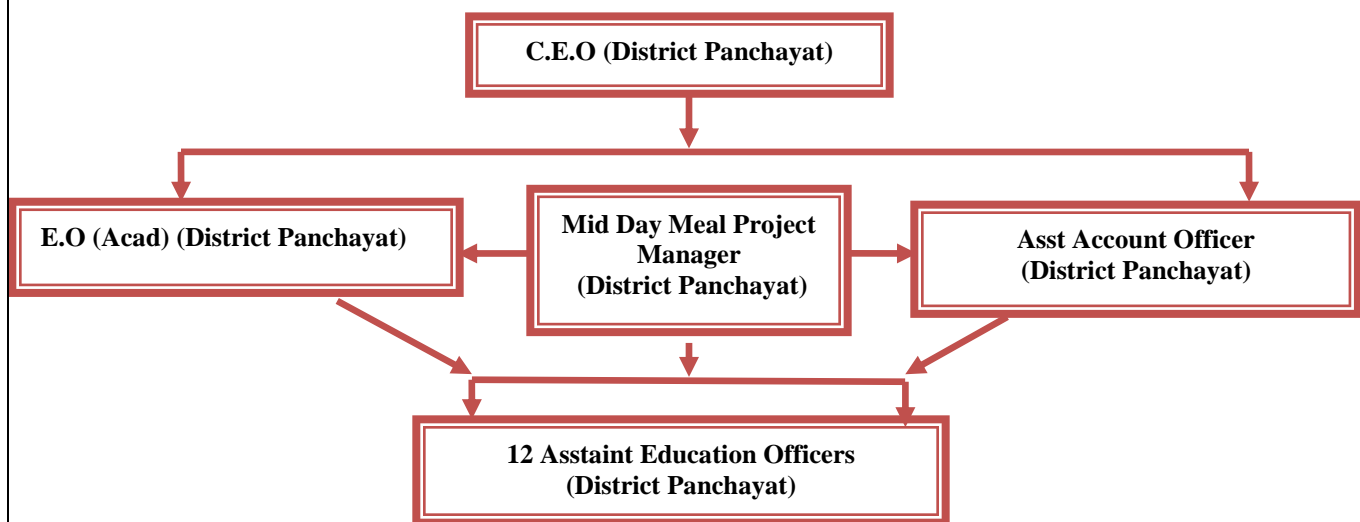 C.E.O (District Panchayat)
E.O (Acad) (District Panchayat)
Mid Day Meal Project
Manager
(District Panchayat)
Asst Account Officer
(District Panchayat)
12 Asstaint Education Officers
(District Panchayat)